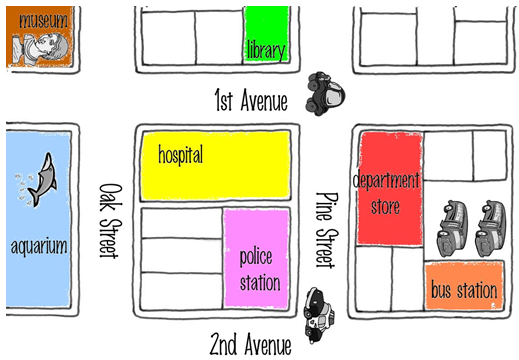 museum
library
1st Avenue
hospital
department
store
Oak Street
Pine Street
aquarium
police
station
bus station
2nd Avenue